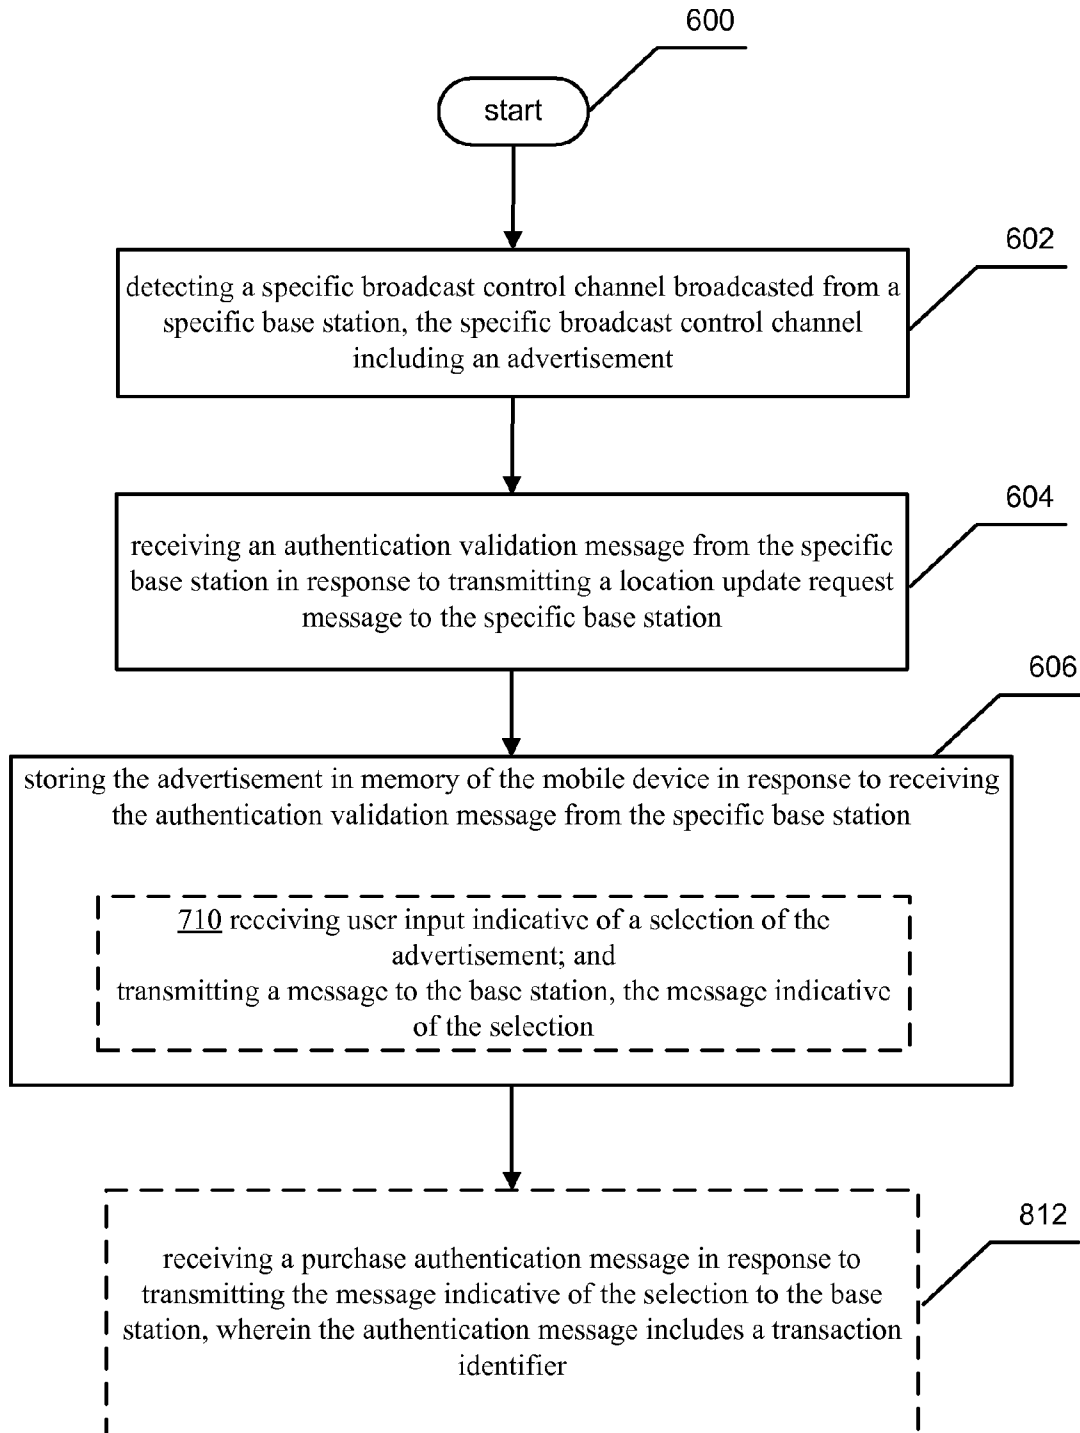 600
start
602
detecting a specific broadcast control channel broadcasted from a
specific base station, the specific broadcast control channel
including an advertisement
604
receiving an authentication validation message from the specific
base station in response to transmitting a location update request
message to the specific base station
606
storing the advertisement in memory of the mobile device in response to receiving
the authentication validation message from the specific base station
710 receiving user input indicative of a selection of the
advertisement; and
transmitting a message to the base station, the message indicative
of the selection
812
receiving a purchase authentication message in response to
transmitting the message indicative of the selection to the base
station, wherein the authentication message includes a transaction
identifier